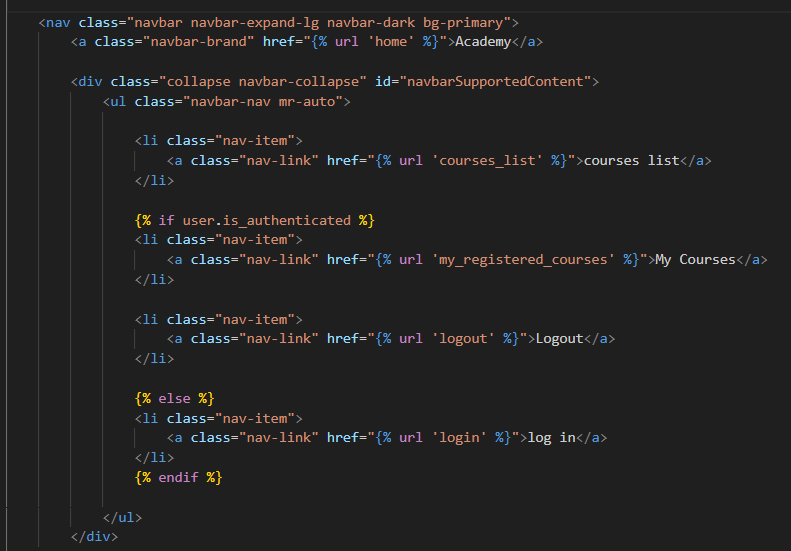 <nav class="navbar navbar-expand-lg navbar-dark bg-primary">
<a class="navbar-brand" href="{% url 'home' %}">Academy</a>
<div class="collapse navbar-collapse" id="navbarSupportedContent">
<ul class="navbar-nav mr-auto">
<li class="nav-item">
<a class="nav-link" href="{% url 'courses_list' %}">courses list</a>
</li>
{% if user.is_authenticated %}
<li class="nav-item">
<a class="nav-link" href="{% url 'my_registered_courses' %}">My Courses</a>
</li>
<li class="nav-item">
<a class="nav-link" href="{% url 'logout' %}">Logout</a>
</li>
{% else %}
<li class="nav-item">
<a class="nav-link" href="{% url 'login' %}">log in</a>
</li>
{% endif %}
</ul>
</div>